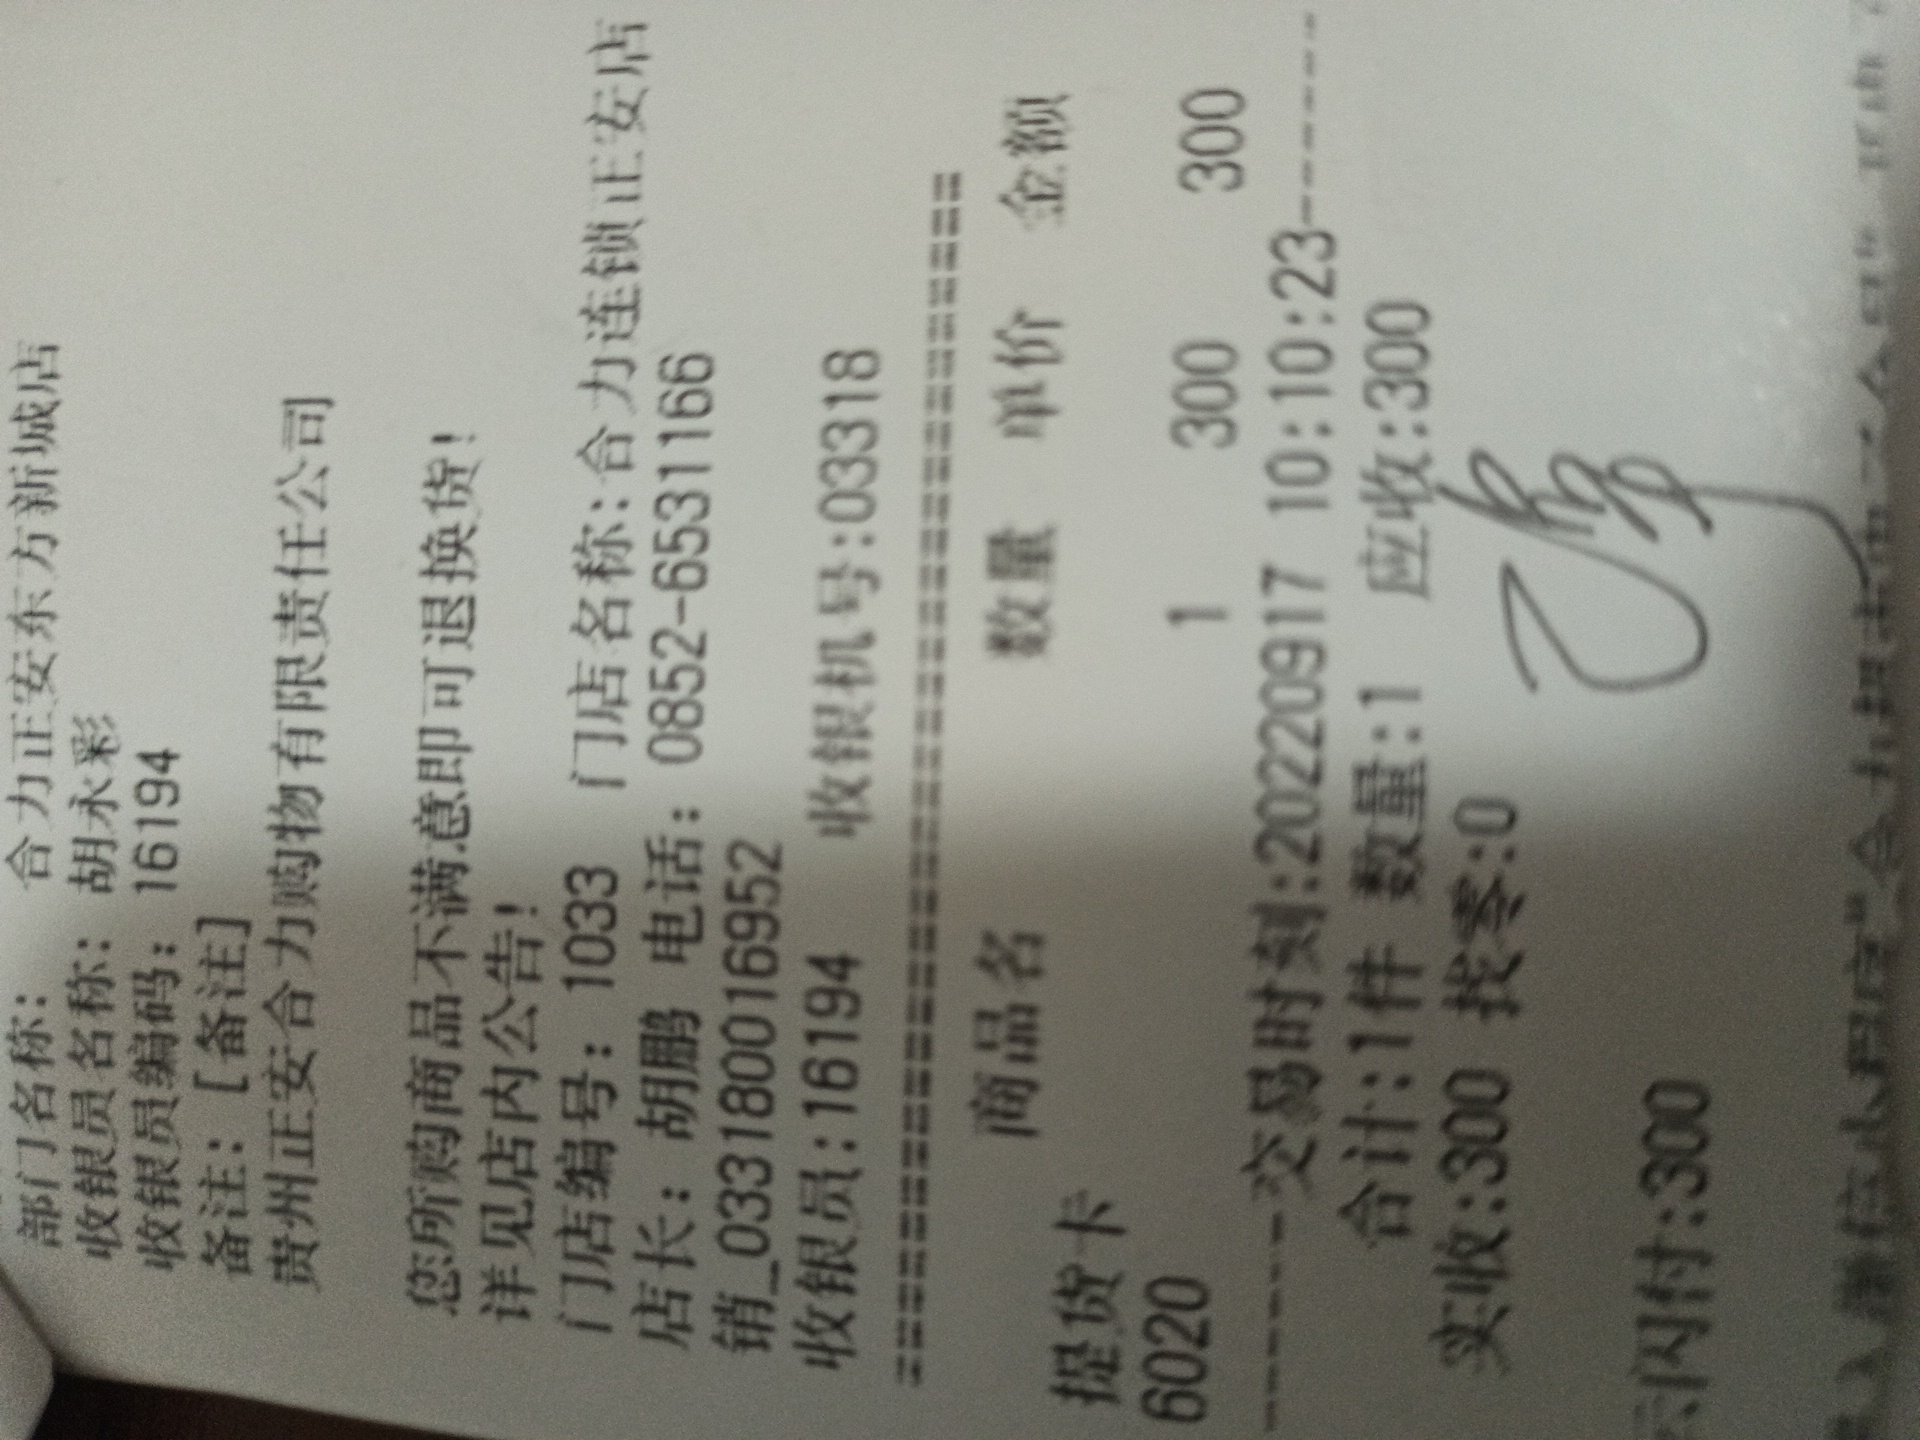 部门名称： 合力正安东方新城店
收银员名称： 胡永彩
收银员编码： 16194
备注：[备注]
贵州正安合力购物有限责任公司
您所购商品不满意即可退换货！
详见店内公告！
门店编号： 1033 门店名称：合力连锁正安店
店长： 胡鹏 电话： 0852-6531166
销_0331800016952
收银员:16194 收银机号:03318
商品名 数量 单价 金额
提货卡
6020 1 300 300
-----交易时刻:20220917 10:10:23-----
合计:1件 数量:1 应收:300
实收:300 找零:0
云闪付:300